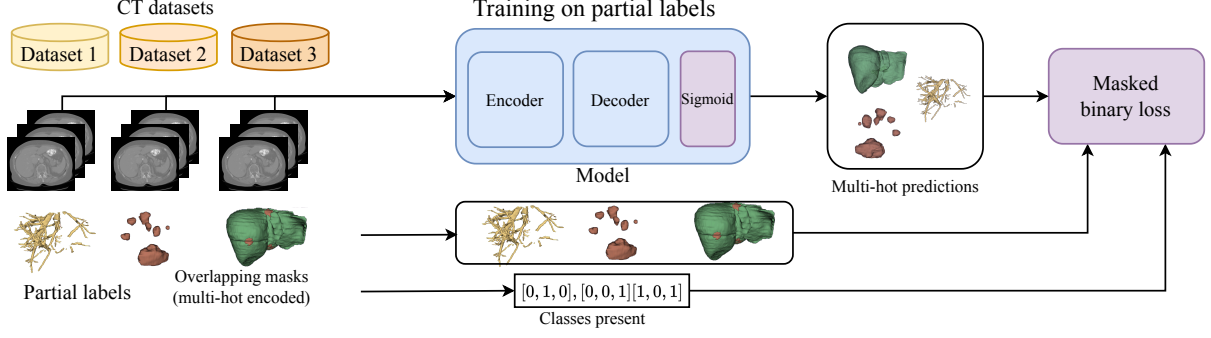 CT datasets
Training on partial labels
Dataset 1
Dataset 2
Dataset 3
Encoder
Decoder
Sigmoid
Masked
binary loss
Model
Multi-hot predictions
Overlapping masks
(multi-hot encoded)
Partial labels
[0, 1, 0], [0, 0, 1][1, 0, 1]
Classes present